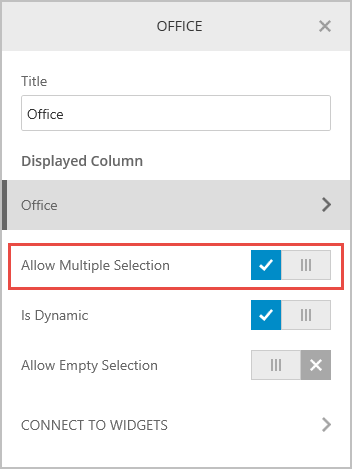 OFFICE
Title
Office
Displayed Column
Office
Allow Multiple Selection
Is Dynamic
Allow Empty Selection
CONNECT TO WIDGETS